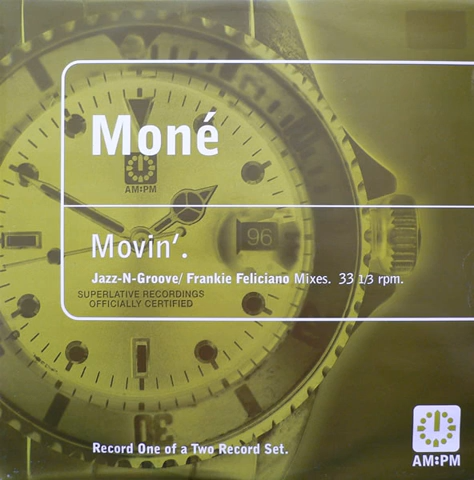 Moné
AM:PM
Movin'.
96
Jazz-N-Groove/ Frankie Feliciano Mixes. 33 1/3 rpm.
SUPERLATIVE RECORDINGS
OFFICIALLY CERTIFIED
30
Record One of a Two Record Set.
AM:PM